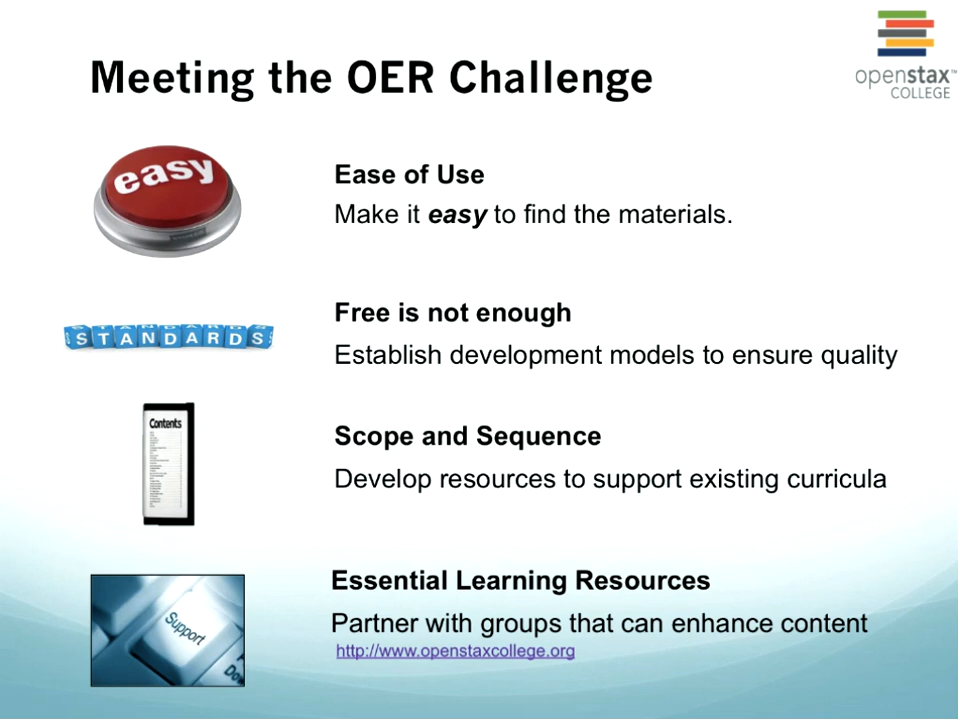 Meeting the OER Challenge
openstax™
COLLEGE
easy
Ease of Use
Make it easy to find the materials.
STANDARDS
Free is not enough
Establish development models to ensure quality
Contents
Scope and Sequence
Develop resources to support existing curricula
Support
Essential Learning Resources
Partner with groups that can enhance content
http://www.openstaxcollege.org